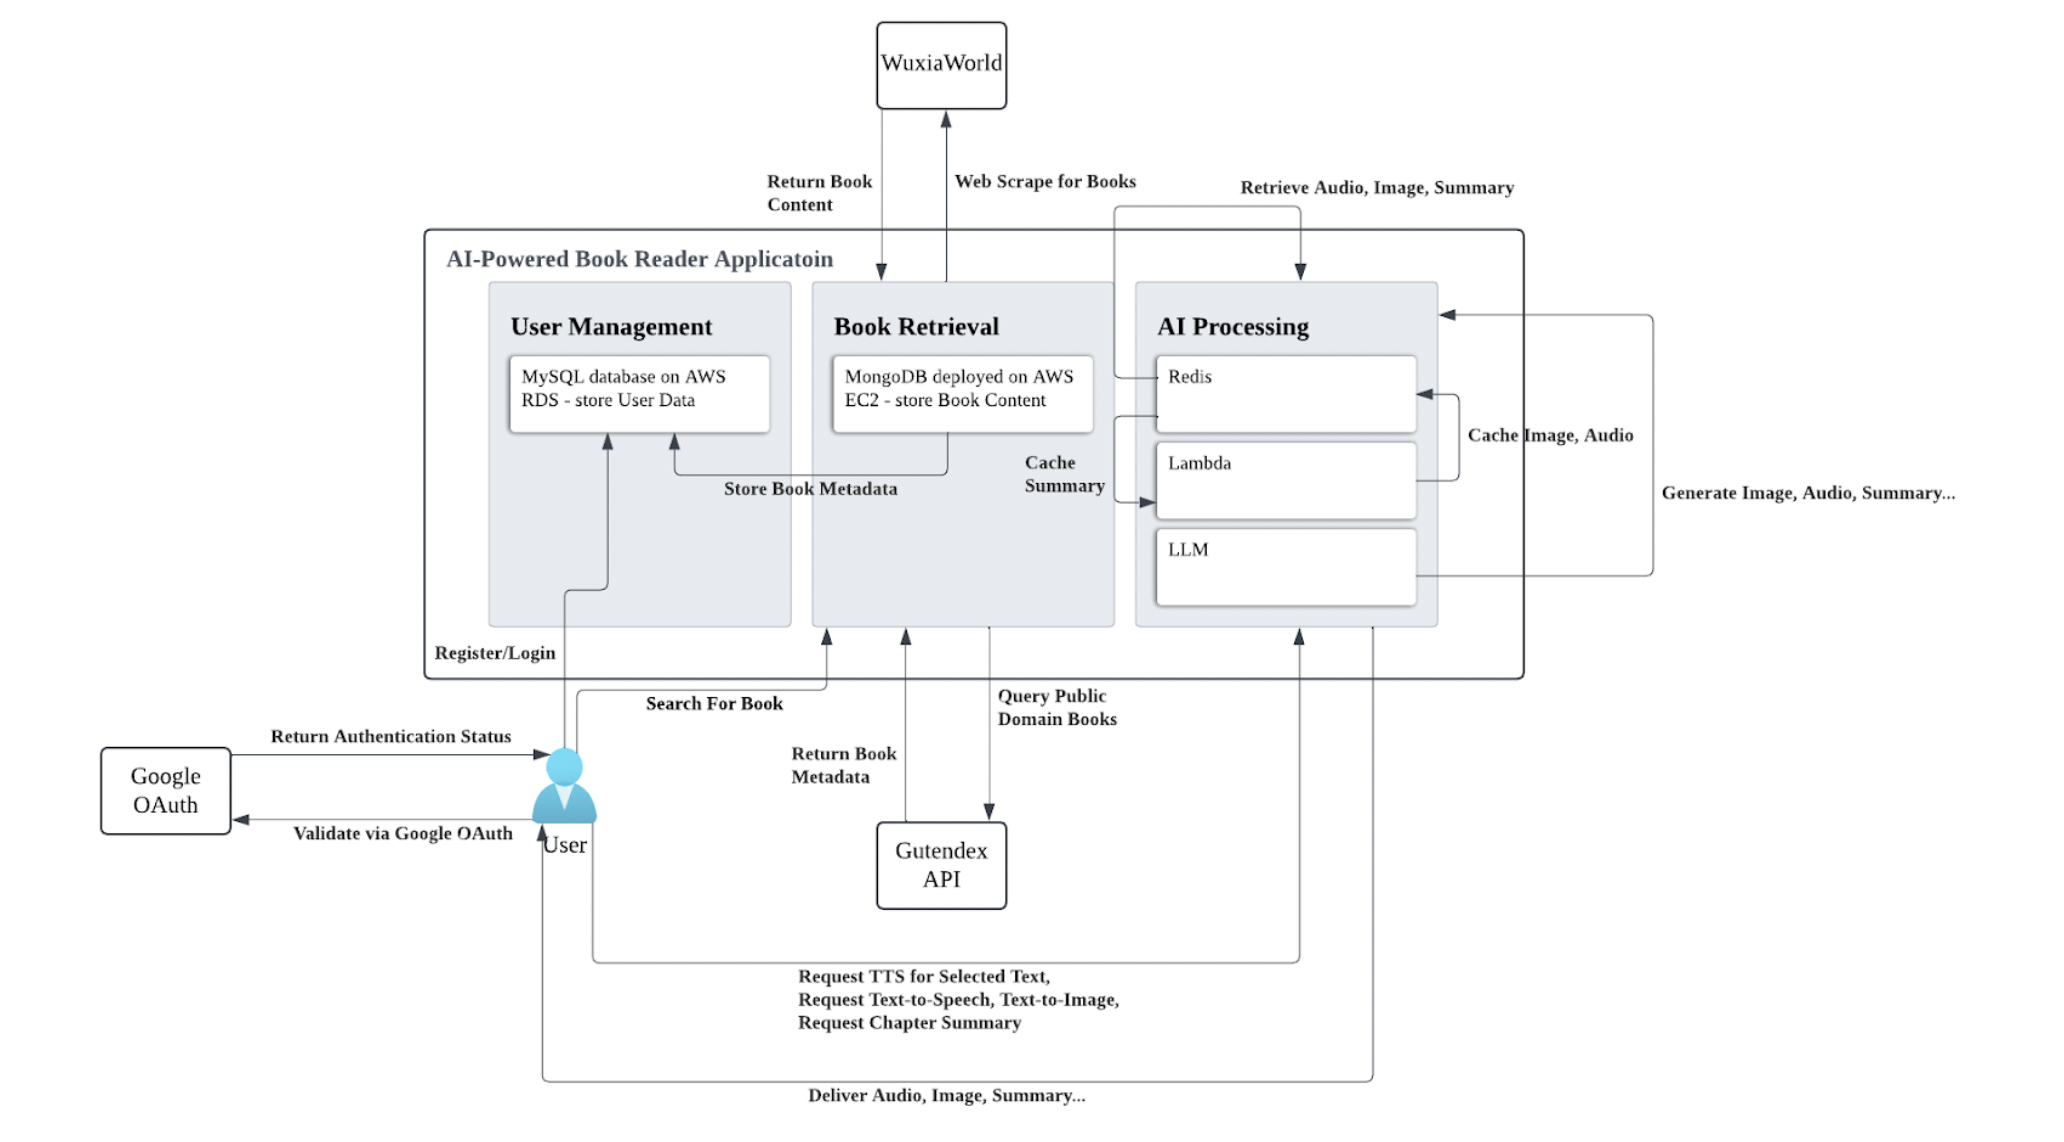 WuxiaWorld
Return Book
Content
Web Scrape for Books
Retrieve Audio, Image, Summary
AI-Powered Book Reader Applicatoin
User Management
MySQL database on AWS
RDS - store User Data
Book Retrieval
MongoDB deployed on AWS
EC2 - store Book Content
AI Processing
Redis
Lambda
LLM
Cache Image, Audio
Cache
Summary
Store Book Metadata
Generate Image, Audio, Summary...
Register/Login
Search For Book
Query Public
Domain Books
Return Authentication Status
Google
OAuth
Validate via Google OAuth
User
Return Book
Metadata
Gutendex
API
Request TTS for Selected Text,
Request Text-to-Speech, Text-to-Image,
Request Chapter Summary
Deliver Audio, Image, Summary...